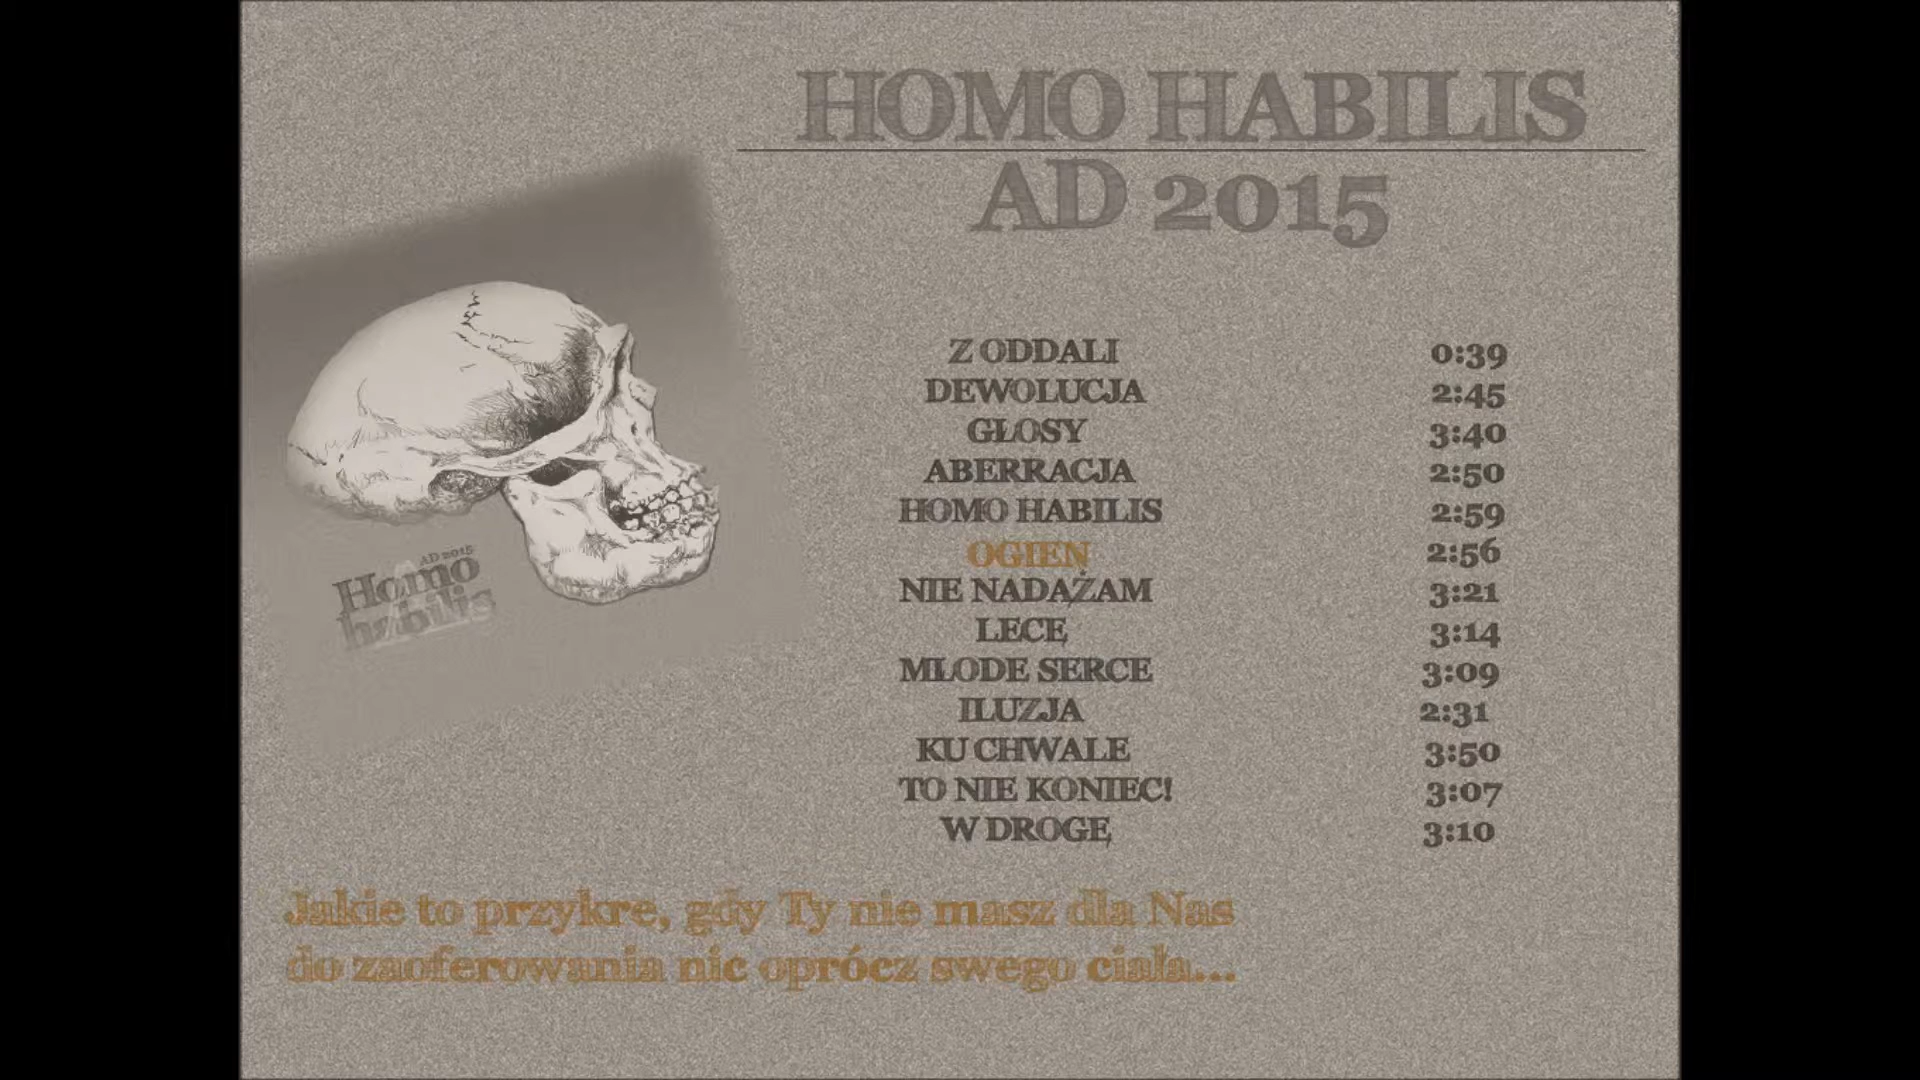 HOMO HABILIS
AD 2015
Z ODDALI 0:39
DEWOLUCJA 2:45
GŁOSY 3:40
ABERRACJA 2:50
HOMO HABILIS 2:59
OGIEŃ 2:56
NIE NADĄŻAM 3:21
LECĘ 3:14
MŁODE SERCE 3:09
ILUZJA 2:31
KU CHWALE 3:50
TO NIE KONIEC! 3:07
W DROGĘ 3:10
AD 2015
Homo
habilis
Jakie to przykre, gdy Ty nie masz dla Nas
do zaoferowania nic oprócz swego ciała...